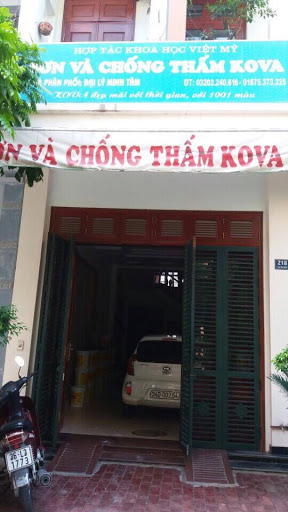 HỢP TÁC KHOA HỌC VIỆT MỸ
ƠN VÀ CHỐNG THẤM KOVA
PHÂN PHỐI: ĐẠI LÝ MINH TÂM
ĐT: 03202.240.616 - 01675.373.225
KOVA đẹp mãi với thời gian, với 1001 màu
ƠN VÀ CHỐNG THẤM KOVA
218